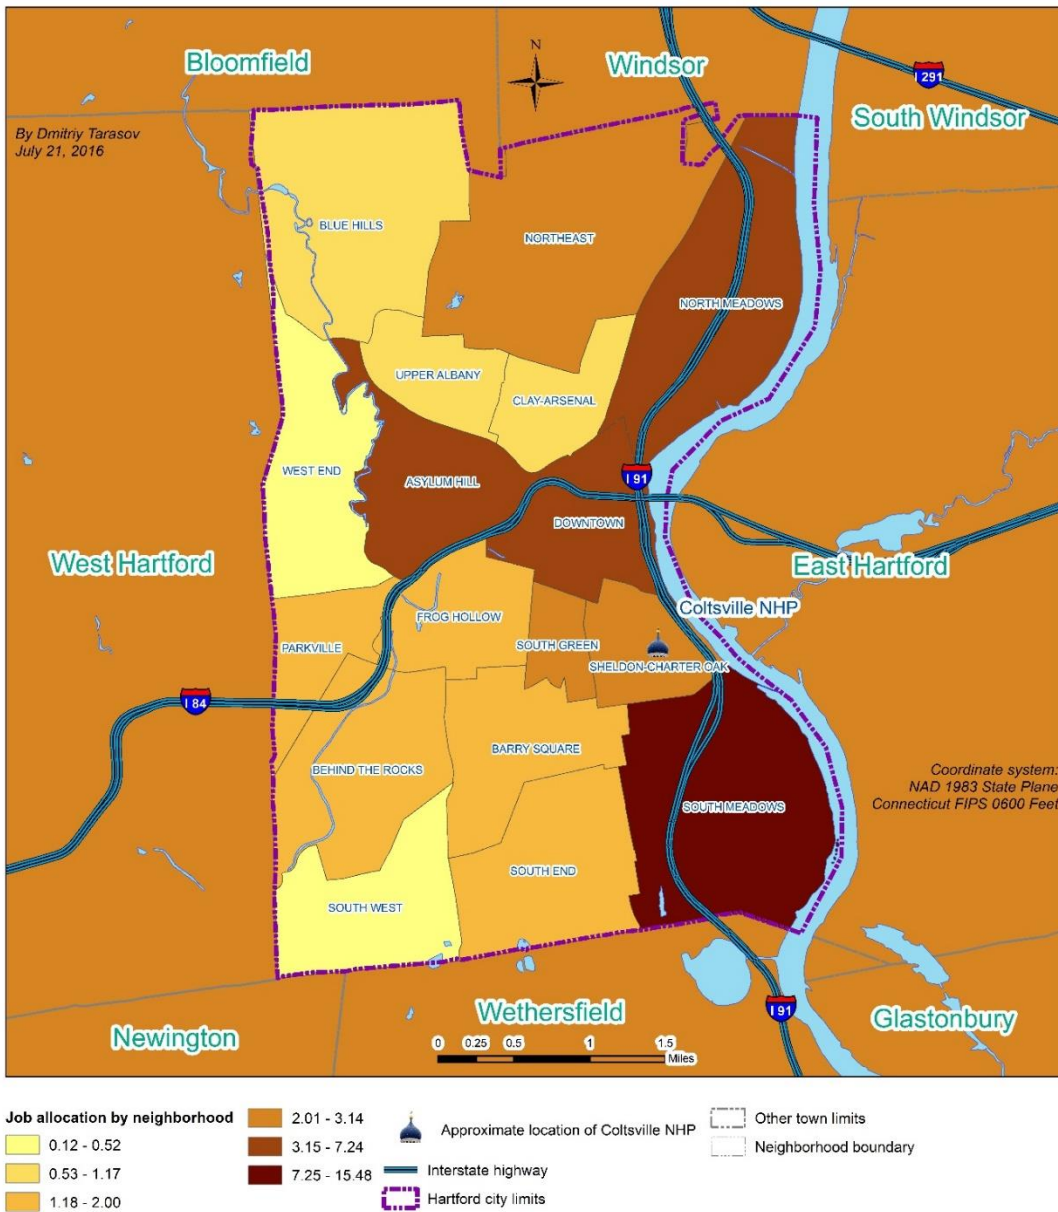 Bloomfield
N
Windsor
I 291
South Windsor
By Dmitriy Tarasov
July 21, 2016
BLUE HILLS
NORTHEAST
NORTH MEADOWS
UPPER ALBANY
CLAY-ARSENAL
WEST END
ASYLUM HILL
I 91
DOWNTOWN
West Hartford
East Hartford
Coltsville NHP
FROG HOLLOW
PARKVILLE
SOUTH GREEN
SHELDON-CHARTER OAK
I 84
BARRY SQUARE
BEHIND THE ROCKS
Coordinate system:
NAD 1983 State Plane
Connecticut FIPS 0600 Feet
SOUTH MEADOWS
SOUTH END
SOUTH WEST
Wethersfield
I 91
Glastonbury
Newington
0 0.25 0.5 1 1.5
Miles
Job allocation by neighborhood
0.12 - 0.52
0.53 - 1.17
1.18 - 2.00
2.01 - 3.14
3.15 - 7.24
7.25 - 15.48
Approximate location of Coltsville NHP
Interstate highway
Hartford city limits
Other town limits
Neighborhood boundary